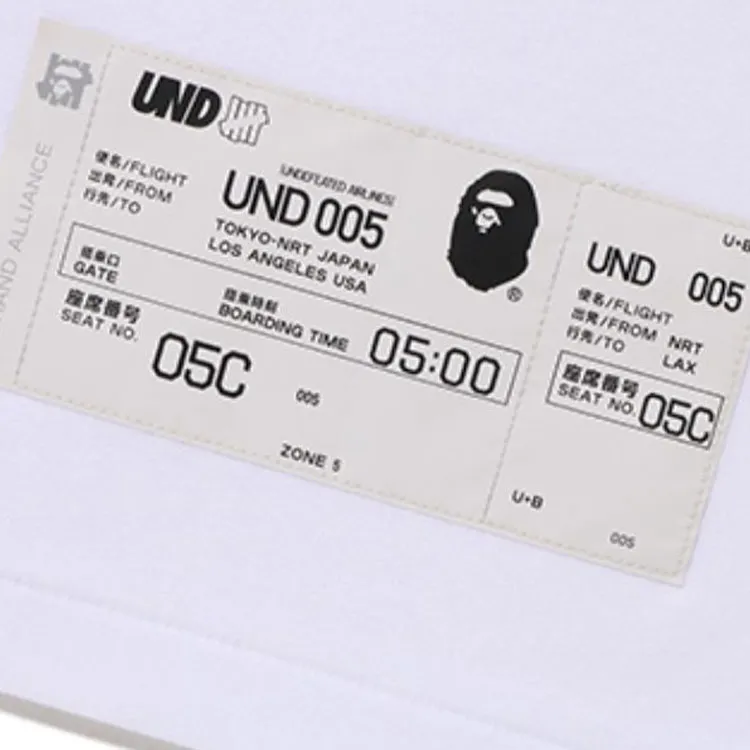 AND ALLIANCE
UND
UNDEFEATED AIRLINES
便名/FLIGHT
出発/FROM
行先/TO
UND 005
TOKYO-NRT JAPAN
LOS ANGELES USA
®
搭乗口
GATE
搭乗時刻
BOARDING TIME
05:00
座席番号
SEAT NO.
05C
005
ZONE 5
U+B
UND 005
便名/FLIGHT
出発/FROM NRT
行先/TO LAX
座席番号
SEAT NO.
05C
U+B
005